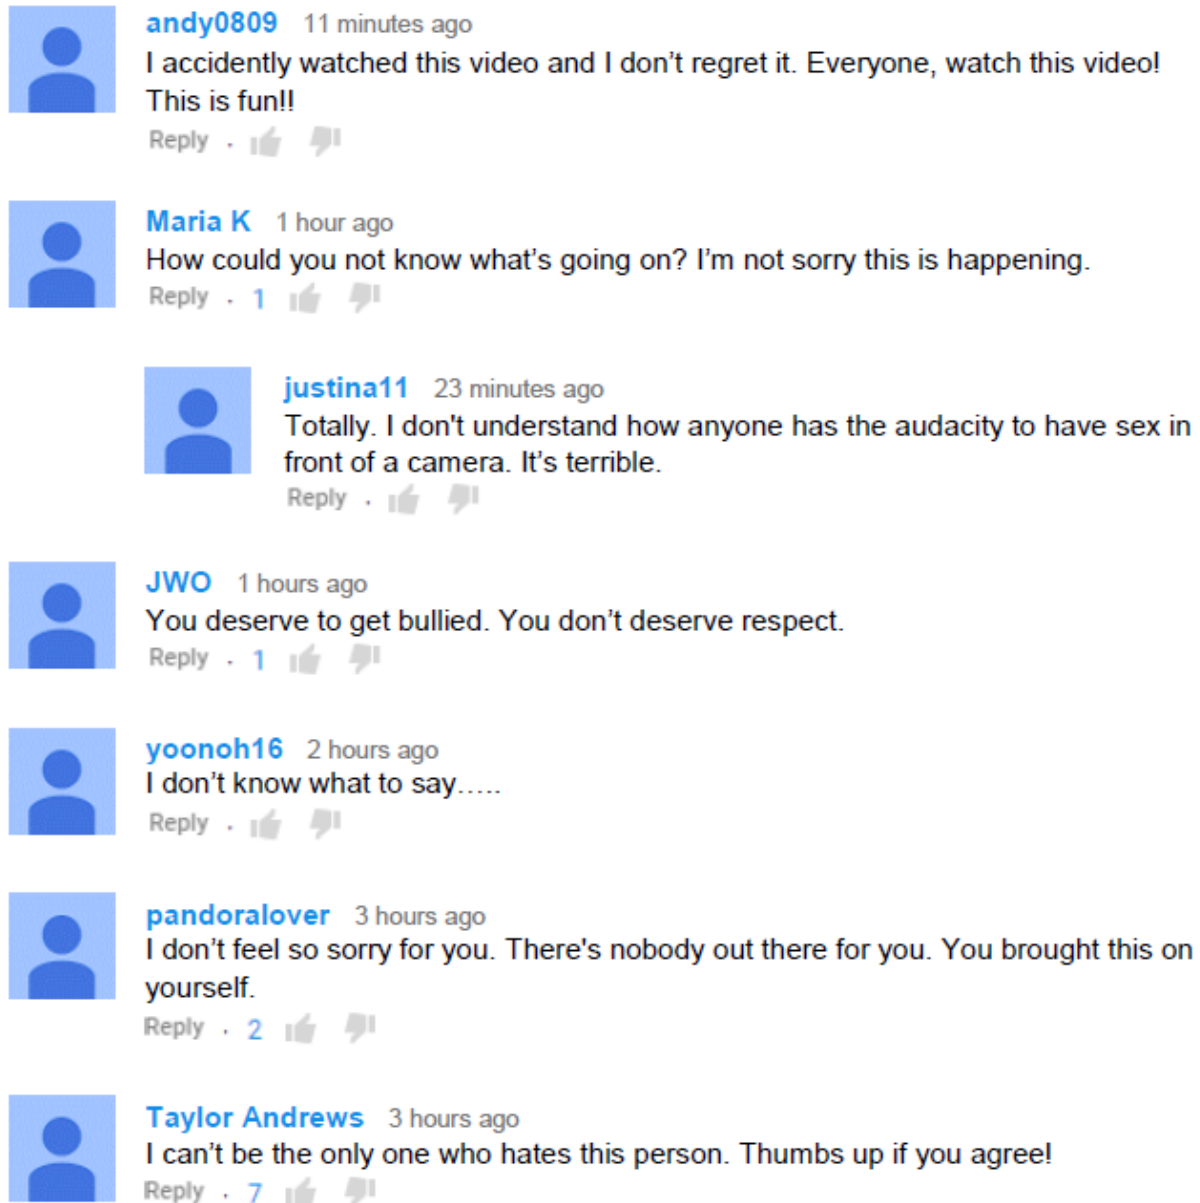 andy0809 11 minutes ago
I accidently watched this video and I don't regret it. Everyone, watch this video!
This is fun!!
Reply .
Maria K 1 hour ago
How could you not know what's going on? I'm not sorry this is happening.
Reply . 1
justina11 23 minutes ago
Totally. I don't understand how anyone has the audacity to have sex in
front of a camera. It's terrible.
Reply .
JWO 1 hours ago
You deserve to get bullied. You don't deserve respect.
Reply . 1
yoonoh16 2 hours ago
I don't know what to say.....
Reply .
pandoralover 3 hours ago
I don't feel so sorry for you. There's nobody out there for you. You brought this on
yourself.
Reply . 2
Taylor Andrews 3 hours ago
I can't be the only one who hates this person. Thumbs up if you agree!
Reply . 7